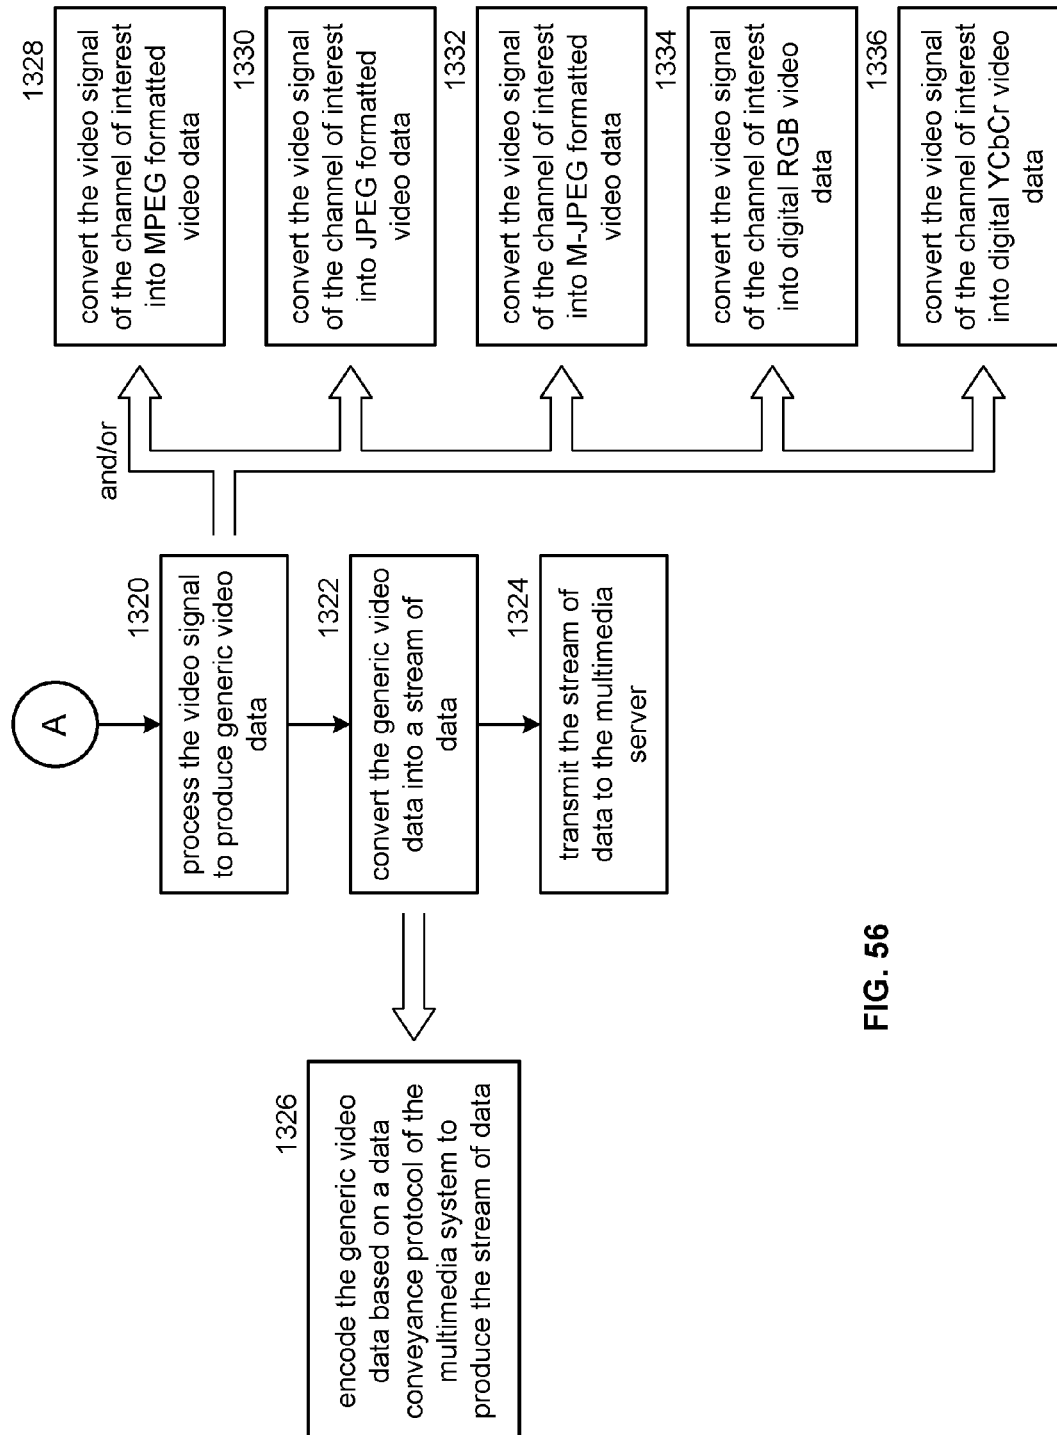 A
1320
process the video signal
to produce generic video
data
1322
convert the generic video
data into a stream of
data
1324
transmit the stream of
data to the multimedia
server
1326
encode the generic video
data based on a data
conveyance protocol of the
multimedia system to
produce the stream of data
and/or
1328
convert the video signal
of the channel of interest
into MPEG formatted
video data
1330
convert the video signal
of the channel of interest
into JPEG formatted
video data
1332
convert the video signal
of the channel of interest
into M-JPEG formatted
video data
1334
convert the video signal
of the channel of interest
into digital RGB video
data
1336
convert the video signal
of the channel of interest
into digital YCbCr video
data
FIG. 56